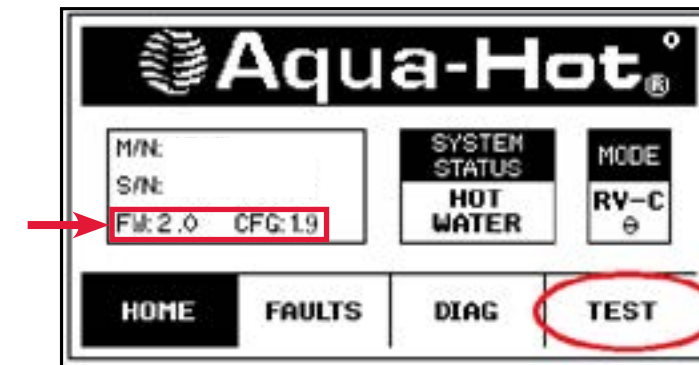 Aqua-Hot®
M/N:
S/N:
FW: 2.0 CFG: 1.9
SYSTEM
STATUS
HOT
WATER
MODE
RV-C
HOME FAULTS DIAG TEST